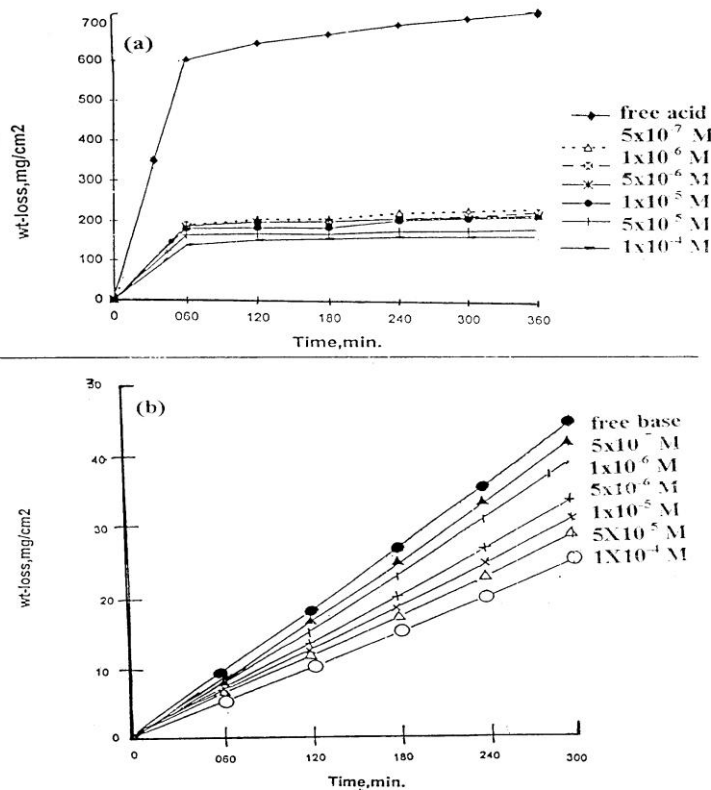 700
(a)
600
500
400
300
200
100
0
wt-loss,mg/cm2
0 060 120 180 240 300 360
Time,min.
free acid
5x10⁻⁷ M
1x10⁻⁶ M
5x10⁻⁶ M
1x10⁻⁵ M
5x10⁻⁵ M
1x10⁻⁴ M
(b)
40
30
20
10
0
wt-loss,mg/cm2
0 060 120 180 240 300
Time,min.
free base
5x10⁻⁷ M
1x10⁻⁶ M
5x10⁻⁶ M
1x10⁻⁵ M
5X10⁻⁵ M
1X10⁻⁴ M